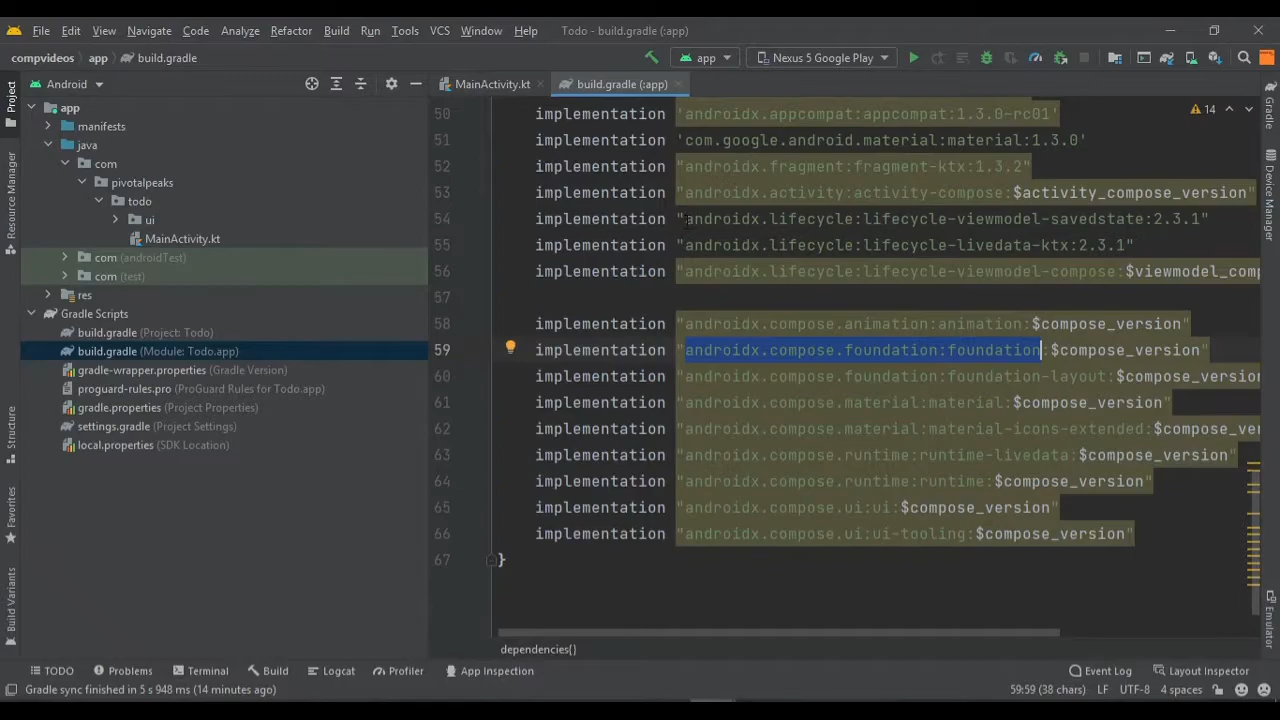 File Edit View Navigate Code Analyze Refactor Build Run Tools VCS Window Help Todo - build.gradle (:app)
compvideos app build.gradle app Nexus 5 Google Play
Android MainActivity.kt build.gradle (:app)
Project
Resource Manager
Structure
Favorites
Build Variants
app
manifests
java
com
pivotalpeaks
todo
ui
MainActivity.kt
com (androidTest)
com (test)
res
Gradle Scripts
build.gradle (Project: Todo)
build.gradle (Module: Todo.app)
gradle-wrapper.properties (Gradle Version)
proguard-rules.pro (ProGuard Rules for Todo.app)
gradle.properties (Project Properties)
settings.gradle (Project Settings)
local.properties (SDK Location)
50 implementation 'androidx.appcompat:appcompat:1.3.0-rc01'
51 implementation 'com.google.android.material:material:1.3.0'
52 implementation "androidx.fragment:fragment-ktx:1.3.2"
53 implementation "androidx.activity:activity-compose:$activity_compose_version"
54 implementation "androidx.lifecycle:lifecycle-viewmodel-savedstate:2.3.1"
55 implementation "androidx.lifecycle:lifecycle-livedata-ktx:2.3.1"
56 implementation "androidx.lifecycle:lifecycle-viewmodel-compose:$viewmodel_comp
57
58 implementation "androidx.compose.animation:animation:$compose_version"
59 implementation "androidx.compose.foundation:foundation:$compose_version"
60 implementation "androidx.compose.foundation:foundation-layout:$compose_version
61 implementation "androidx.compose.material:material:$compose_version"
62 implementation "androidx.compose.material:material-icons-extended:$compose_ver
63 implementation "androidx.compose.runtime:runtime-livedata:$compose_version"
64 implementation "androidx.compose.runtime:runtime:$compose_version"
65 implementation "androidx.compose.ui:ui:$compose_version"
66 implementation "androidx.compose.ui:ui-tooling:$compose_version"
67 }
14
dependencies{}
Gradle
Device Manager
Emulator
TODO Problems Terminal Build Logcat Profiler App Inspection Event Log Layout Inspector
Gradle sync finished in 5 s 948 ms (14 minutes ago) 59:59 (38 chars) LF UTF-8 4 spaces